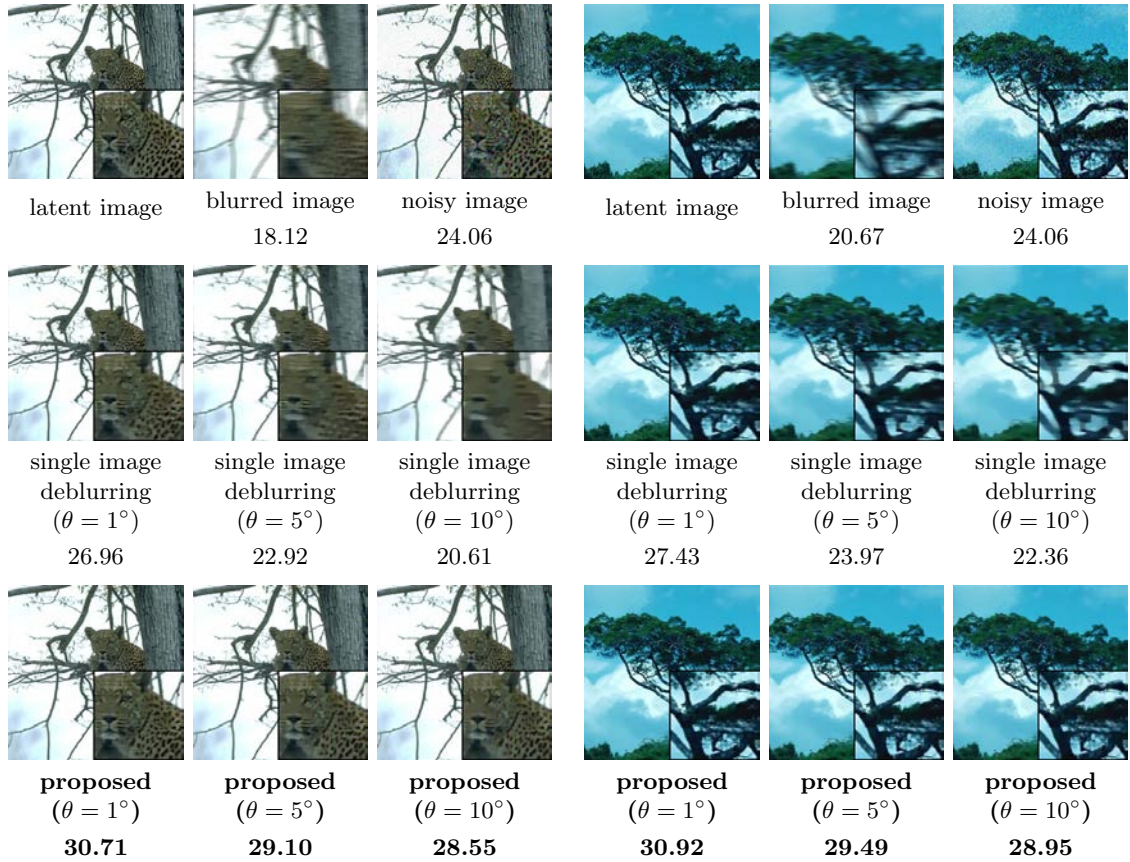 latent image blurred image noisy image latent image blurred image noisy image
18.12 24.06 20.67 24.06
single image single image single image single image single image single image
deblurring deblurring deblurring deblurring deblurring deblurring
(θ = 1°) (θ = 5°) (θ = 10°) (θ = 1°) (θ = 5°) (θ = 10°)
26.96 22.92 20.61 27.43 23.97 22.36
proposed proposed proposed proposed proposed proposed
(θ = 1°) (θ = 5°) (θ = 10°) (θ = 1°) (θ = 5°) (θ = 10°)
30.71 29.10 28.55 30.92 29.49 28.95